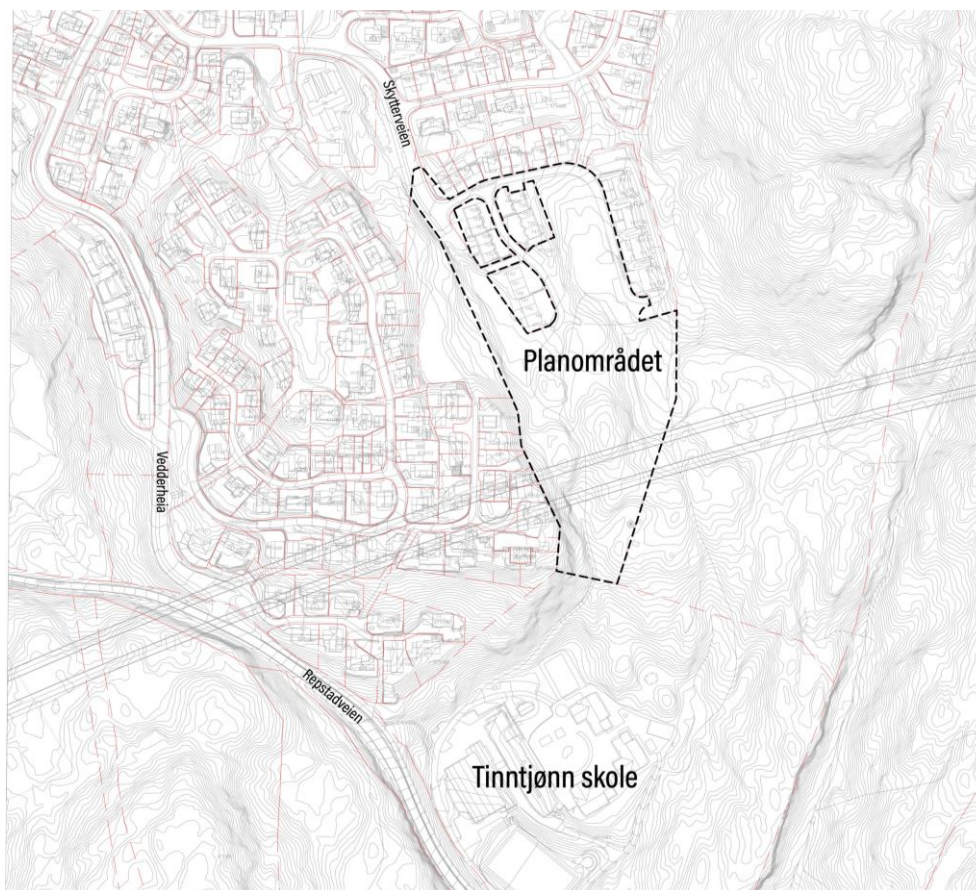 Skytterveien
Planområdet
Vedderheia
Repstadveien
Tinntjønn skole